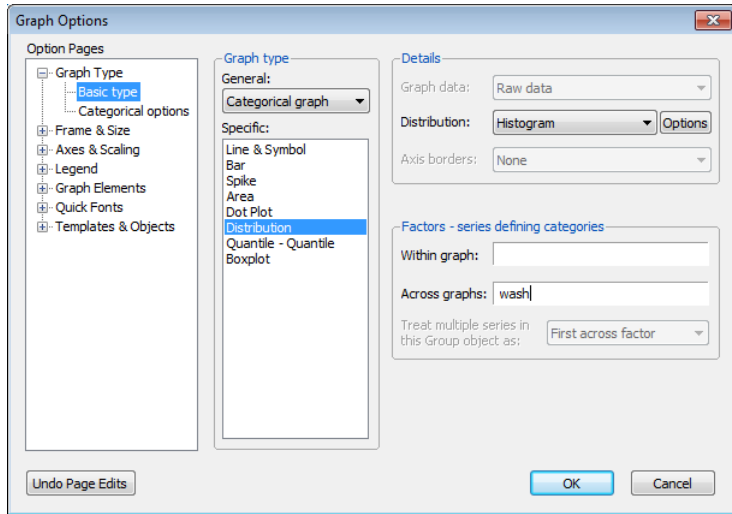 Graph Options
Option Pages
Graph Type
Basic type
Categorical options
Frame & Size
Axes & Scaling
Legend
Graph Elements
Quick Fonts
Templates & Objects
Graph type
General:
Categorical graph
Specific:
Line & Symbol
Bar
Spike
Area
Dot Plot
Distribution
Quantile - Quantile
Boxplot
Details
Graph data: Raw data
Distribution: Histogram Options
Axis borders: None
Factors - series defining categories
Within graph:
Across graphs: wash
Treat multiple series in
this Group object as: First across factor
Undo Page Edits OK Cancel